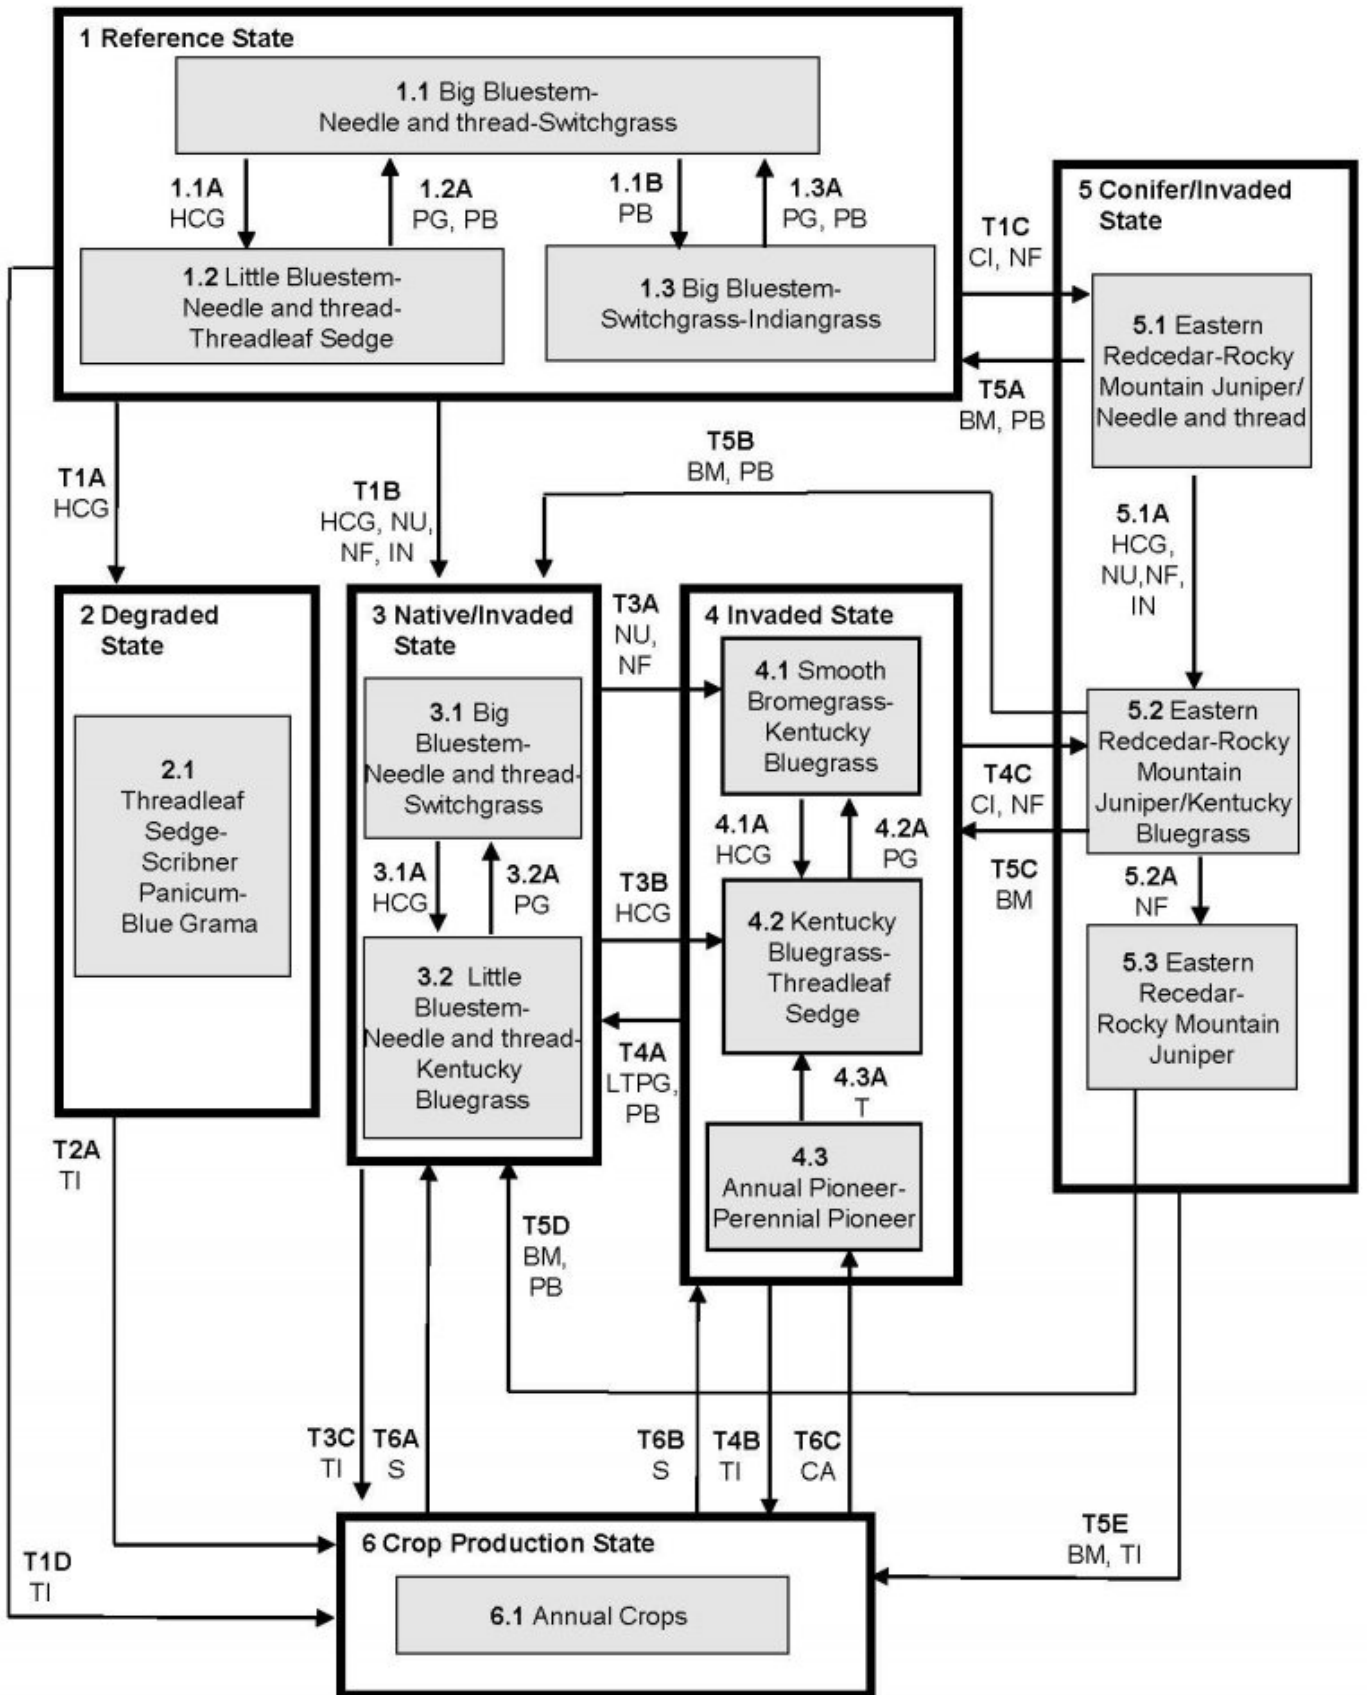 1 Reference State
1.1 Big Bluestem-
Needle and thread-Switchgrass
1.1A
HCG
1.2A
PG, PB
1.1B
PB
1.3A
PG, PB
1.2 Little Bluestem-
Needle and thread-
Threadleaf Sedge
1.3 Big Bluestem-
Switchgrass-Indiangrass
T1C
CI, NF
T5A
BM, PB
5 Conifer/Invaded
State
5.1 Eastern
Redcedar-Rocky
Mountain Juniper/
Needle and thread
T1A
HCG
T1B
HCG, NU,
NF, IN
T5B
BM, PB
5.1A
HCG,
NU,NF,
IN
2 Degraded
State
2.1
Threadleaf
Sedge-
Scribner
Panicum-
Blue Grama
3 Native/Invaded
State
3.1 Big
Bluestem-
Needle and thread-
Switchgrass
3.1A
HCG
3.2A
PG
3.2 Little
Bluestem-
Needle and thread-
Kentucky
Bluegrass
T3A
NU,
NF
T3B
HCG
T4A
LTPG,
PB
4 Invaded State
4.1 Smooth
Bromegrass-
Kentucky
Bluegrass
4.1A
HCG
4.2A
PG
4.2 Kentucky
Bluegrass-
Threadleaf
Sedge
4.3A
T
4.3
Annual Pioneer-
Perennial Pioneer
T4C
CI, NF
T5C
BM
5.2 Eastern
Redcedar-Rocky
Mountain
Juniper/Kentucky
Bluegrass
5.2A
NF
5.3 Eastern
Recedar-
Rocky Mountain
Juniper
T2A
TI
T5D
BM,
PB
T3C
TI
T6A
S
T6B
S
T4B
TI
T6C
CA
T5E
BM, TI
T1D
TI
6 Crop Production State
6.1 Annual Crops